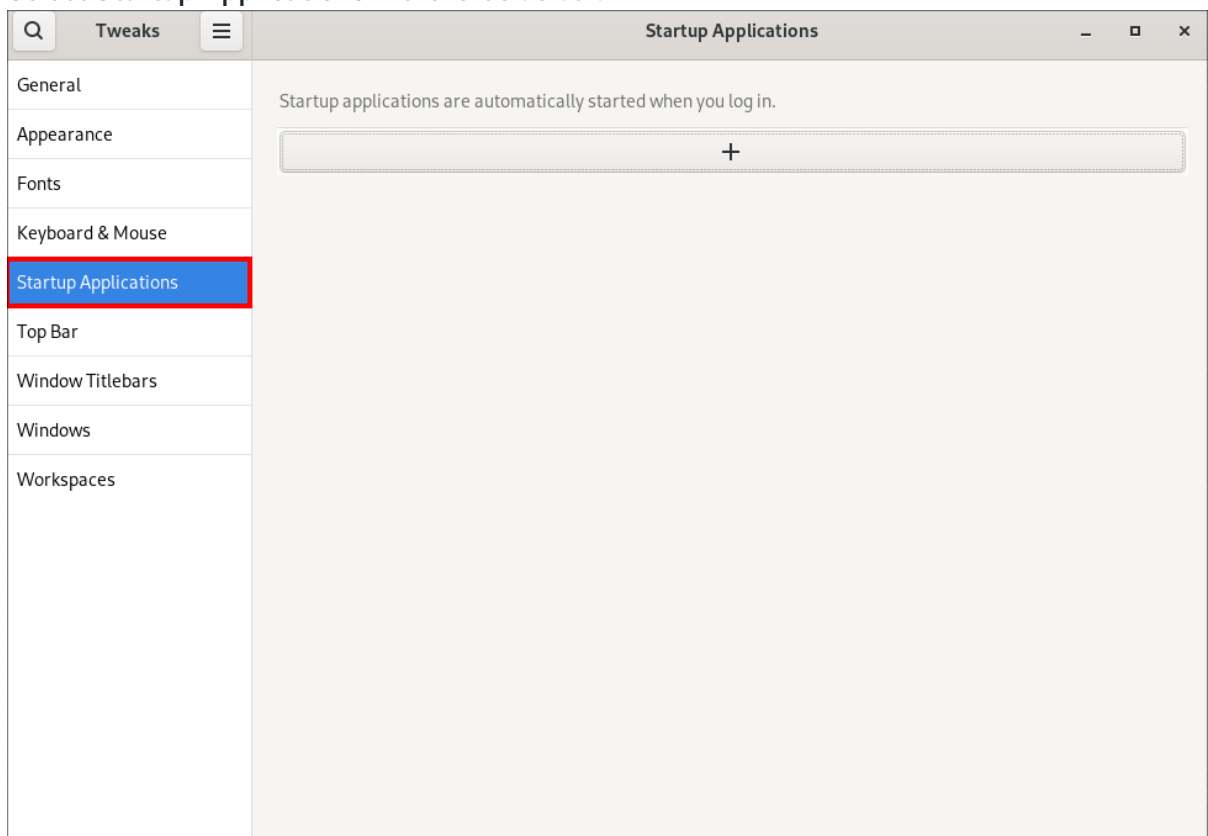 Tweaks
Startup Applications
General
Appearance
Fonts
Keyboard & Mouse
Startup Applications
Top Bar
Window Titlebars
Windows
Workspaces
Startup applications are automatically started when you log in.
+